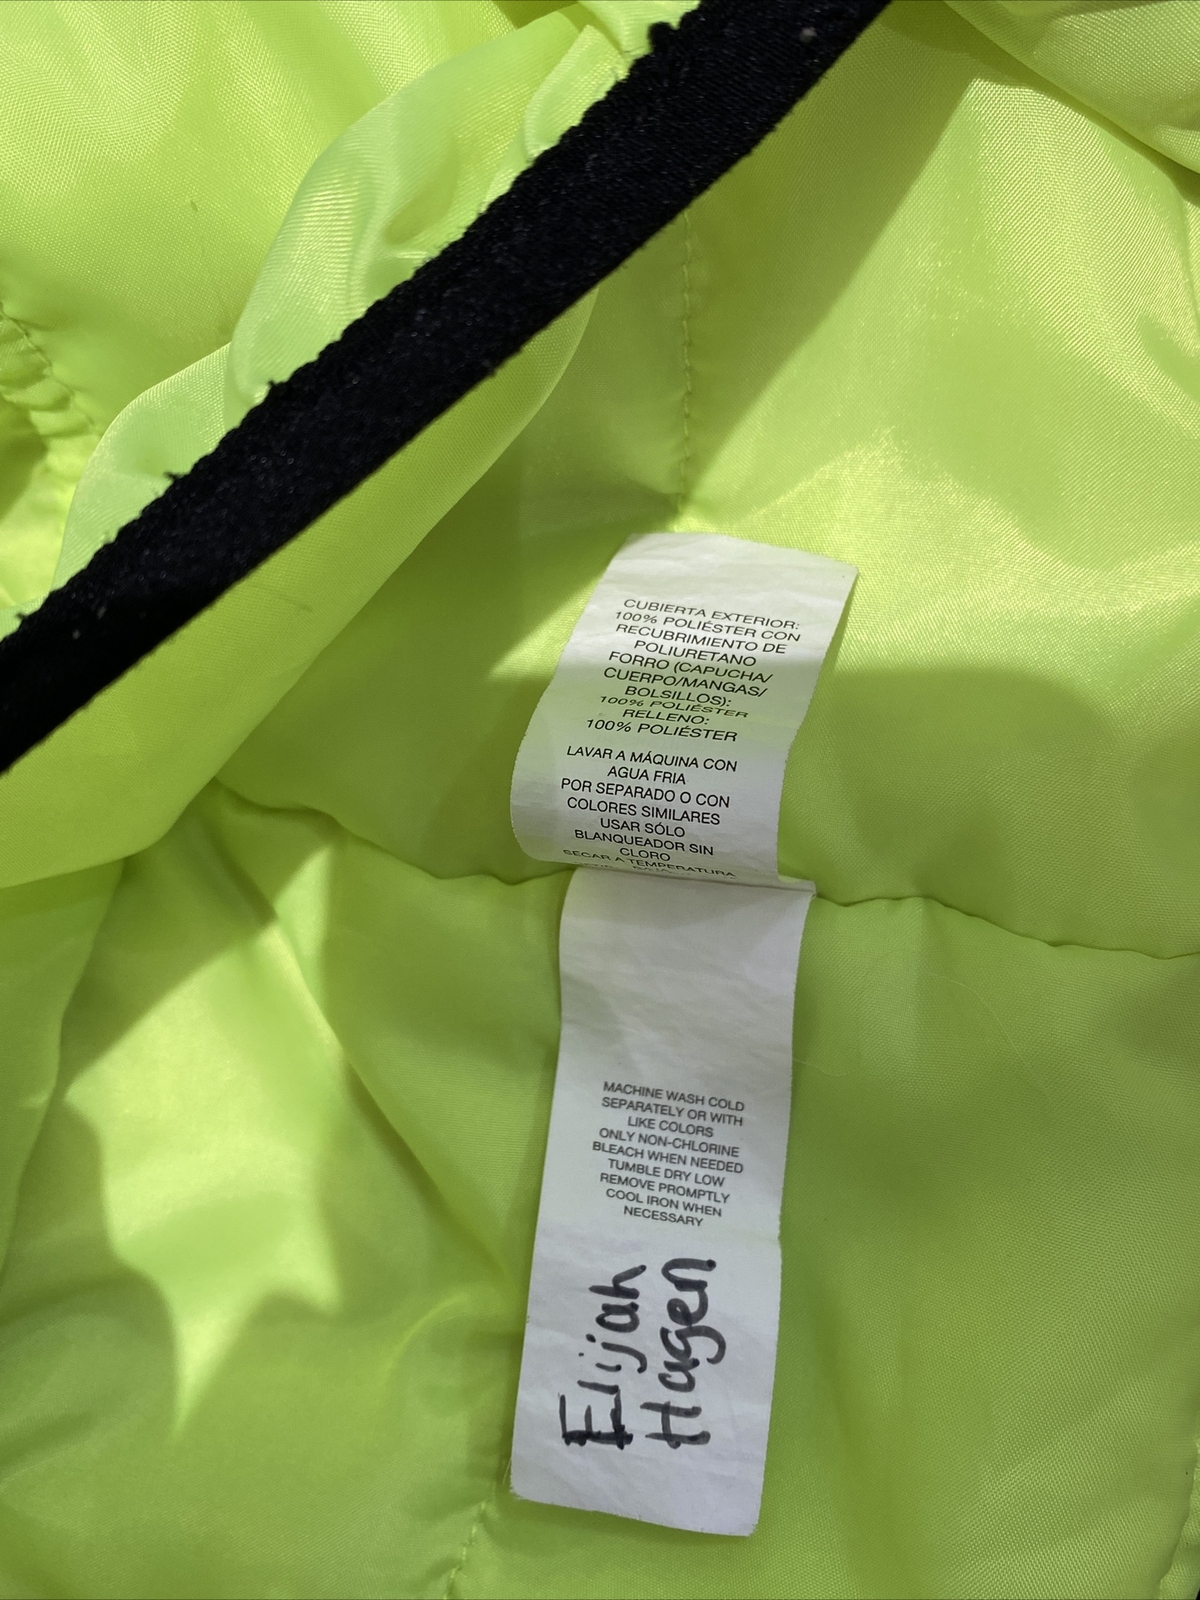 CUBIERTA EXTERIOR:
100% POLIÉSTER CON
RECUBRIMIENTO DE
POLIURETANO
FORRO (CAPUCHA/
CUERPO/MANGAS/
BOLSILLOS):
100% POLIÉSTER
RELLENO:
100% POLIÉSTER
LAVAR A MÁQUINA CON
AGUA FRIA
POR SEPARADO O CON
COLORES SIMILARES
USAR SÓLO
BLANQUEADOR SIN
CLORO
SECAR A TEMPERATURA
MACHINE WASH COLD
SEPARATELY OR WITH
LIKE COLORS
ONLY NON-CHLORINE
BLEACH WHEN NEEDED
TUMBLE DRY LOW
REMOVE PROMPTLY
COOL IRON WHEN
NECESSARY
Elijah
Hagen